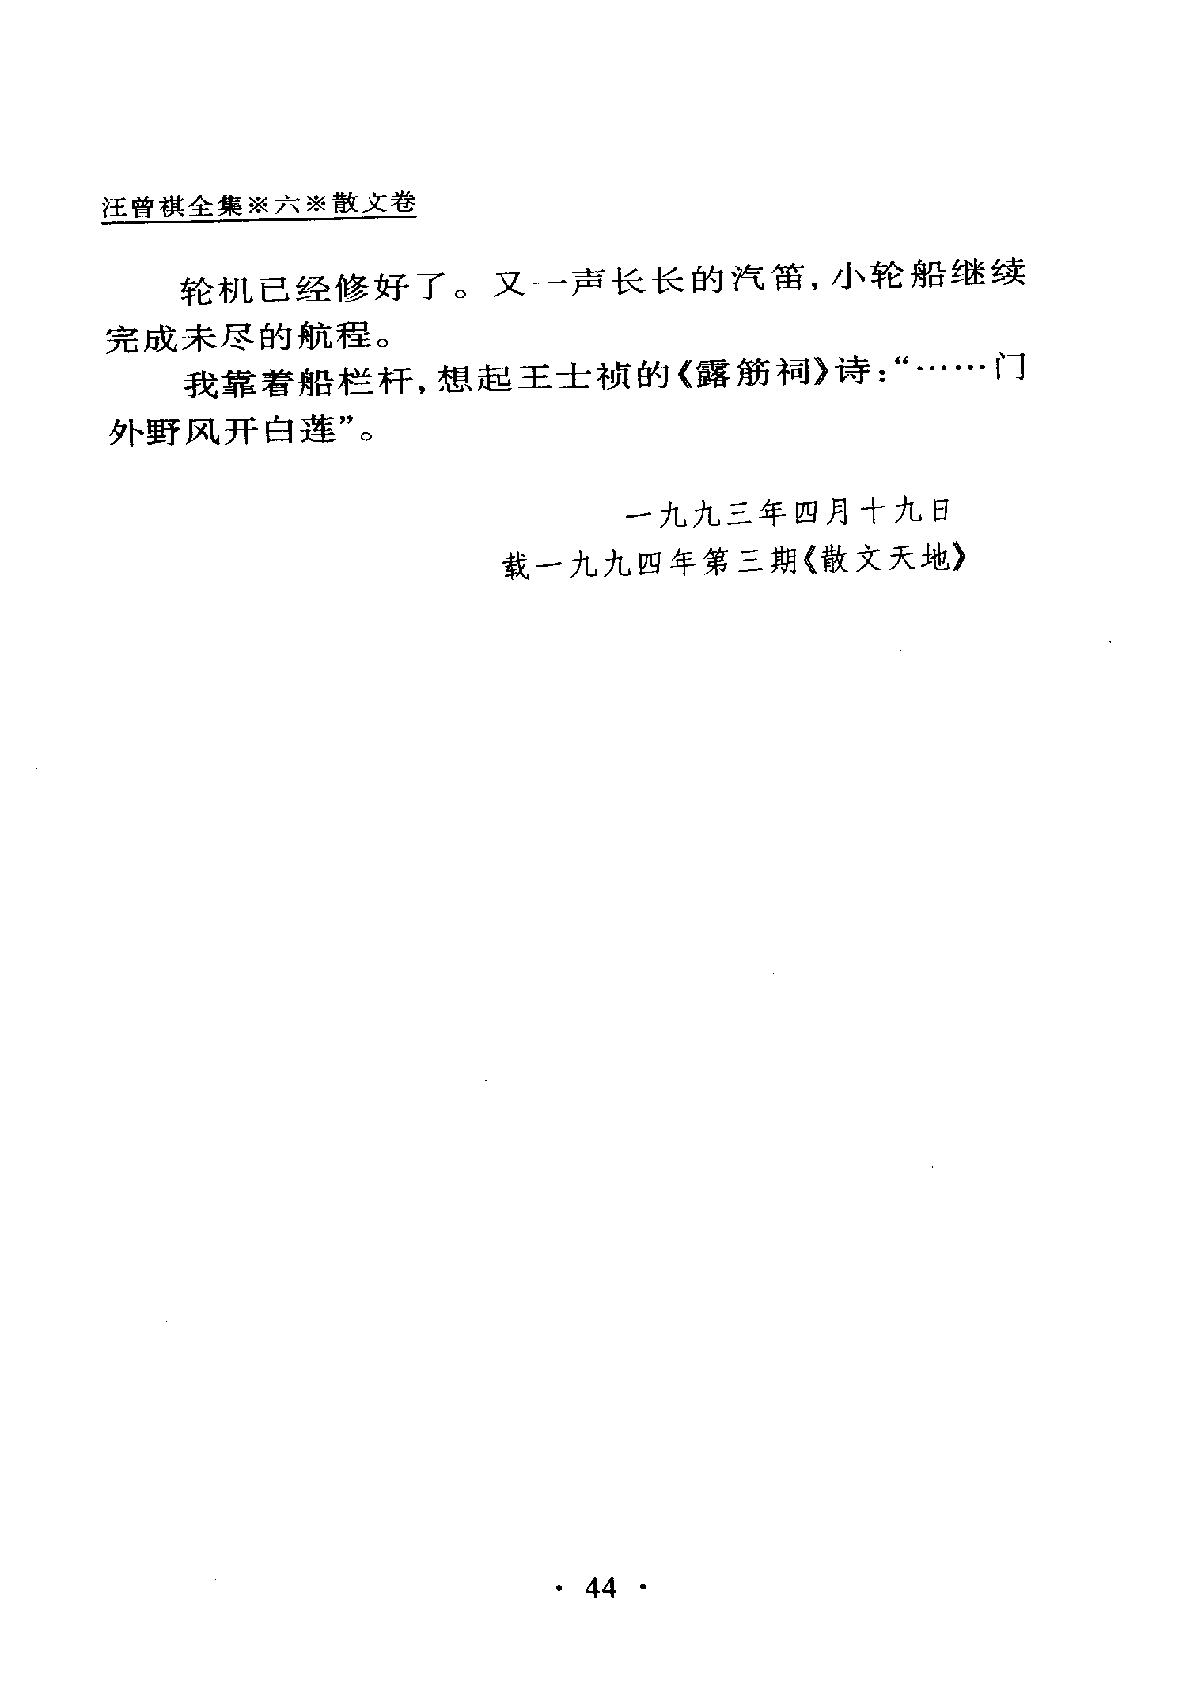 汪曾祺全集※六※散文卷
轮机已经修好了。又一声长长的汽笛，小轮船继续
完成未尽的航程。
我靠着船栏杆，想起王士祯的《露筋祠》诗：“……门
外野风开白莲”。
一九九三年四月十九日
载一九九四年第三期《散文天地》
· 44 ·